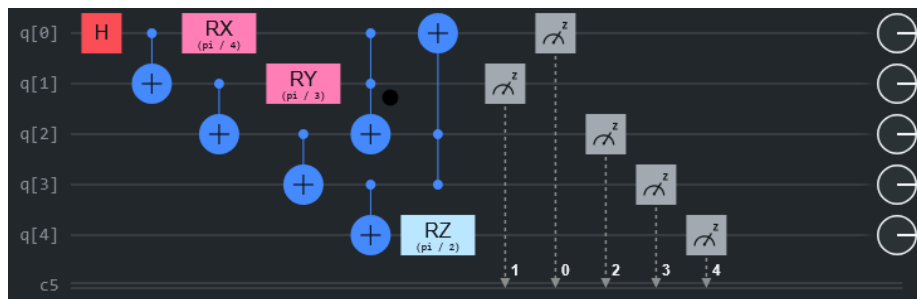 q[0] H RX z
(pi / 4)
q[1] RY z
(pi / 3)
q[2] z
q[3] z
q[4] RZ z
(pi / 2)
1 0 2 3 4
c5